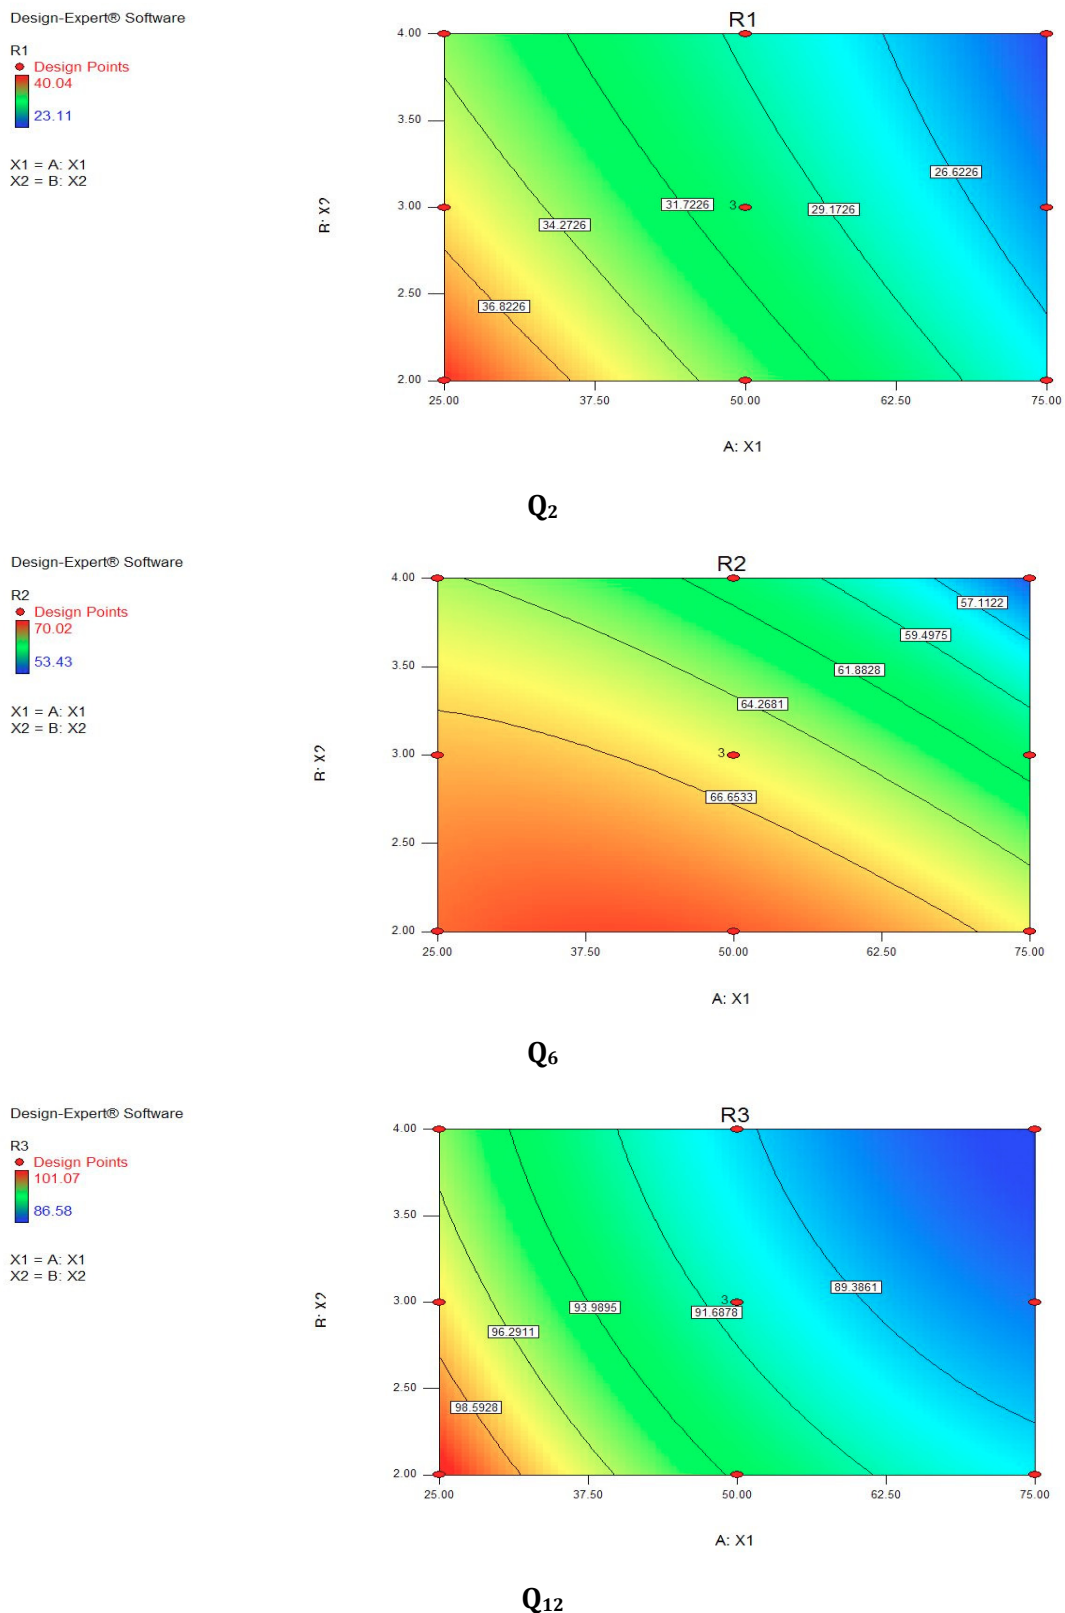 Design-Expert® Software
R1
Design Points
40.04
23.11
X1 = A: X1
X2 = B: X2
R1
4.00
3.50
3.00
2.50
2.00
26.6226
31.7226
3
29.1726
34.2726
36.8226
25.00 37.50 50.00 62.50 75.00
A: X1
Q2
Design-Expert® Software
R2
Design Points
70.02
53.43
X1 = A: X1
X2 = B: X2
R2
4.00
3.50
3.00
2.50
2.00
57.1122
59.4975
61.8828
64.2681
3
66.6533
25.00 37.50 50.00 62.50 75.00
A: X1
Q6
Design-Expert® Software
R3
Design Points
101.07
86.58
X1 = A: X1
X2 = B: X2
R3
4.00
3.50
3.00
2.50
2.00
89.3861
3
93.9895
91.6878
96.2911
98.5928
25.00 37.50 50.00 62.50 75.00
A: X1
Q12